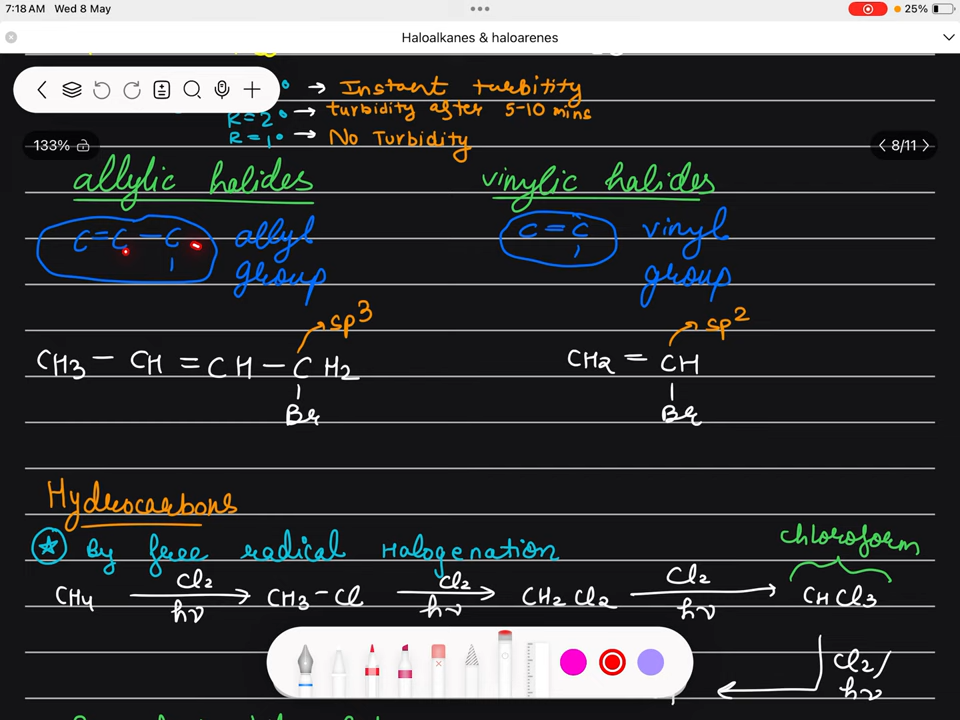 7:18 AM Wed 8 May
25%
Haloalkanes & haloarenes
° → Instant turbitity
R=2° → turbidity after 5-10 mins
R=1° → No Turbidity
133%
8/11
allylic halides
vinylic halides
C=C-C allyl group
C=C vinyl group
sp3
sp2
CH3 - CH = CH - CH2
Br
CH2 = CH
Br
Hydrocarbons
By free radical Halogenation
chloroform
CH4 Cl2/hν → CH3-Cl Cl2/hν → CH2Cl2 Cl2/hν → CHCl3
Cl2/
hν